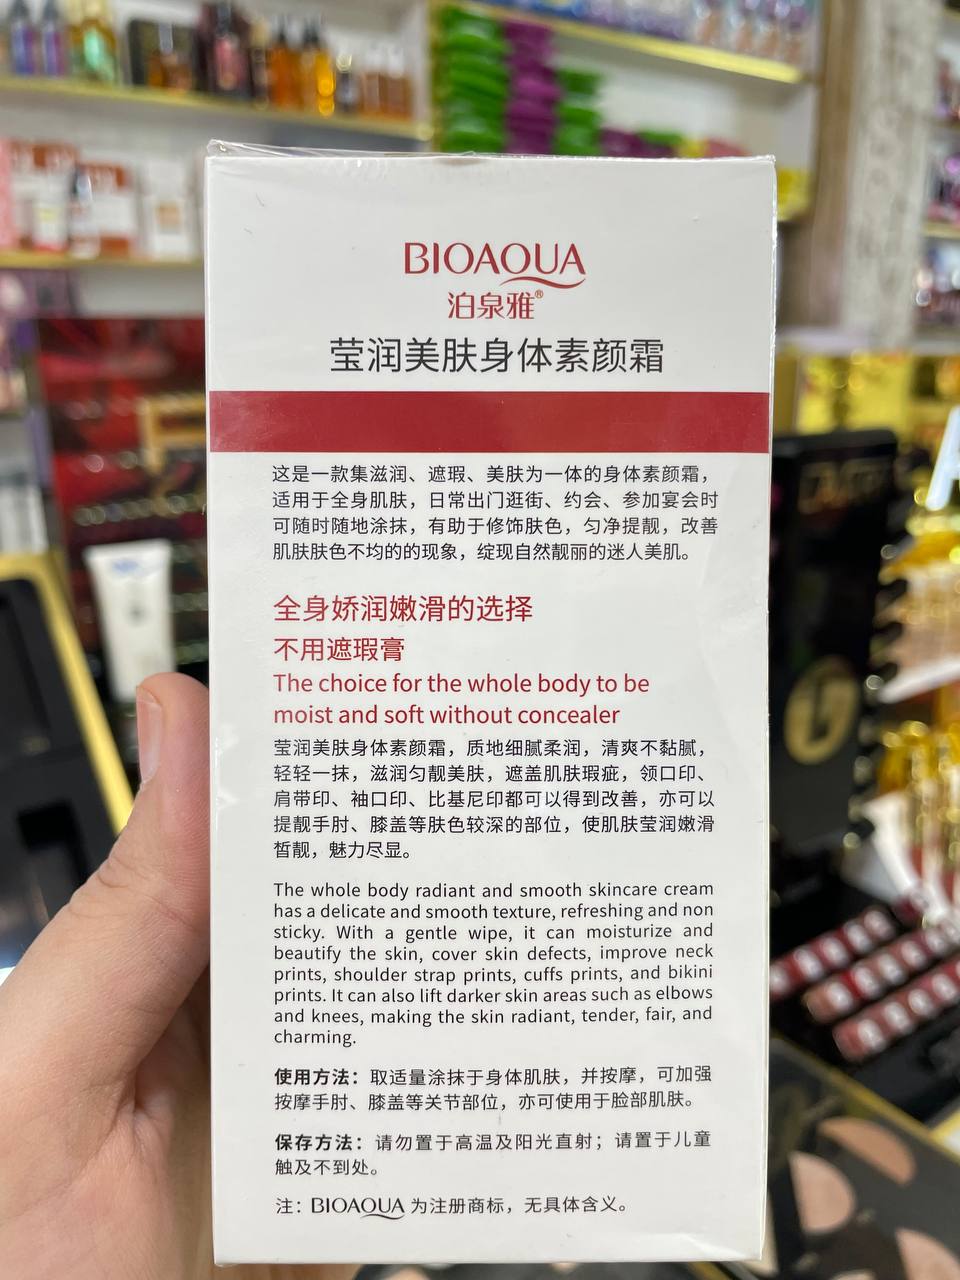 BIOAQUA
泊泉雅®
莹润美肤身体素颜霜
这是一款集滋润、遮瑕、美肤为一体的身体素颜霜，
适用于全身肌肤，日常出门逛街、约会、参加宴会时
可随时随地涂抹，有助于修饰肤色，匀净提靓，改善
肌肤肤色不均的的现象，绽现自然靓丽的迷人美肌。
全身娇润嫩滑的选择
不用遮瑕膏
The choice for the whole body to be
moist and soft without concealer
莹润美肤身体素颜霜，质地细腻柔润，清爽不黏腻，
轻轻一抹，滋润匀靓美肤，遮盖肌肤瑕疵，领口印、
肩带印、袖口印、比基尼印都可以得到改善，亦可以
提靓手肘、膝盖等肤色较深的部位，使肌肤莹润嫩滑
皙靓，魅力尽显。
The whole body radiant and smooth skincare cream
has a delicate and smooth texture, refreshing and non
sticky. With a gentle wipe, it can moisturize and
beautify the skin, cover skin defects, improve neck
prints, shoulder strap prints, cuffs prints, and bikini
prints. It can also lift darker skin areas such as elbows
and knees, making the skin radiant, tender, fair, and
charming.
使用方法：取适量涂抹于身体肌肤，并按摩，可加强
按摩手肘、膝盖等关节部位，亦可使用于脸部肌肤。
保存方法：请勿置于高温及阳光直射；请置于儿童
触及不到处。
注：BIOAQUA 为注册商标，无具体含义。